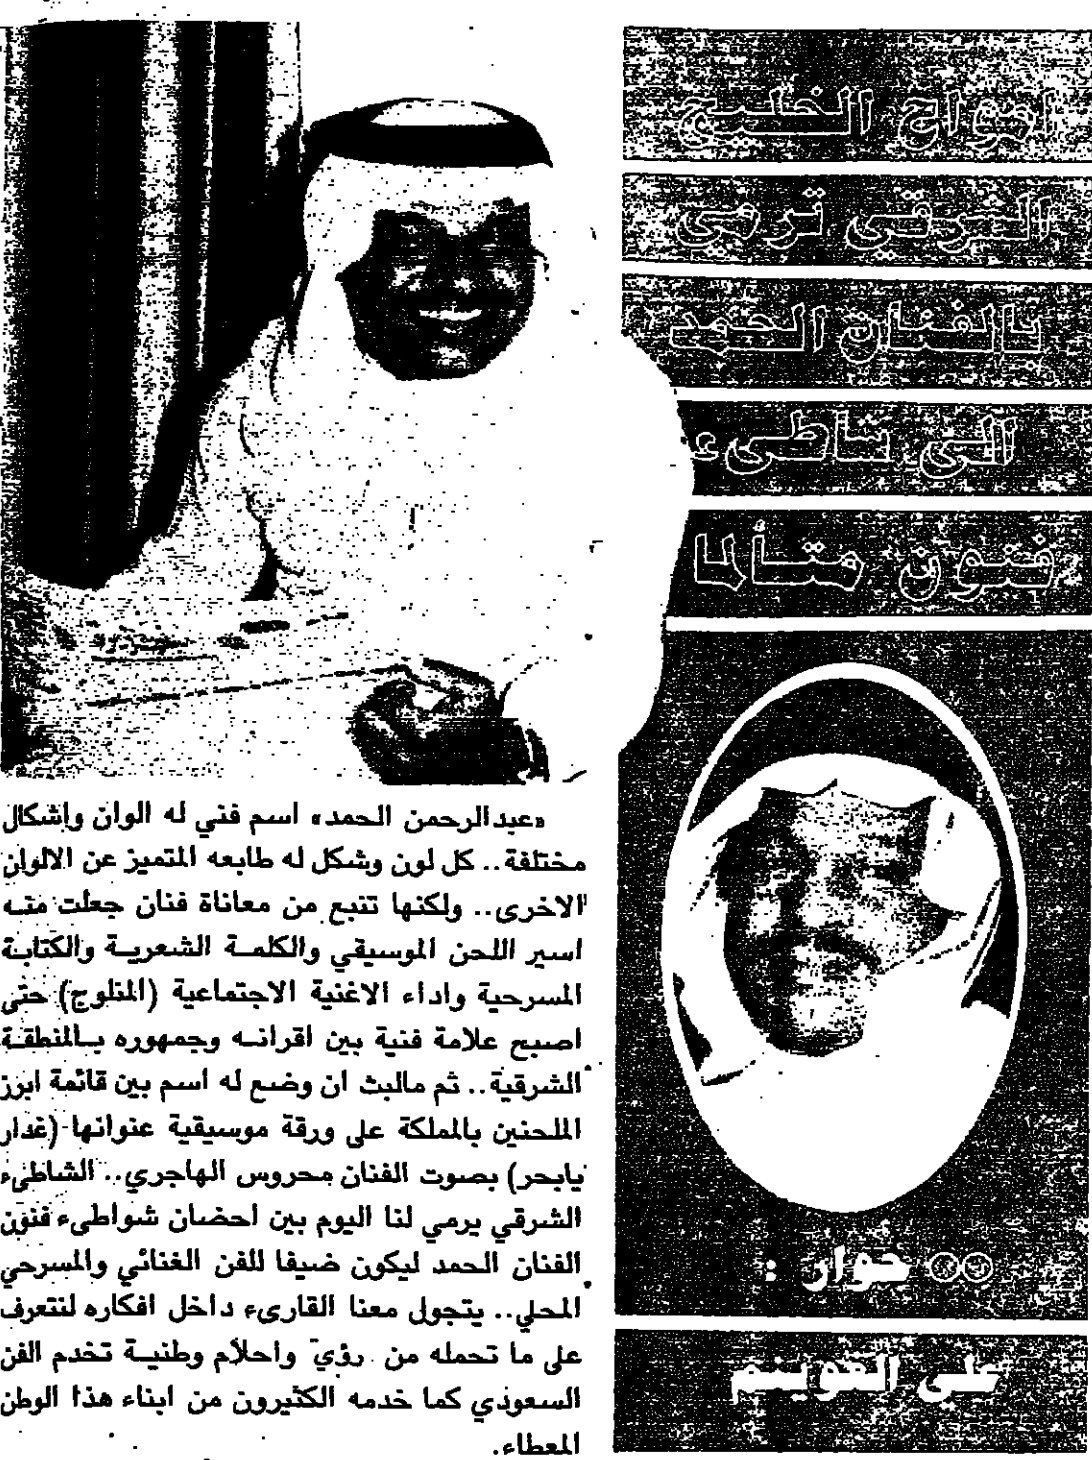 امواج الخليج
الشرقي ترمي
بالفنان الحمد
الى شاطىء
فنون متألما
حوار :
علي
«عبدالرحمن الحمد» اسم فني له الوان وإشكال
مختلفة.. كل لون وشكل له طابعه المتميز عن الالوان
الاخرى.. ولكنها تنبع من معاناة فنان جعلت منه
اسير اللحن الموسيقي والكلمة الشعرية والكتابة
المسرحية واداء الاغنية الاجتماعية (المنلوج) حتى
اصبح علامة فنية بين اقرانه وجمهوره بالمنطقة
الشرقية.. ثم مالبث ان وضع له اسم بين قائمة ابرز
الملحنين بالمملكة على ورقة موسيقية عنوانها (غدار
يابحر) بصوت الفنان محروس الهاجري.. الشاطىء
الشرقي يرمي لنا اليوم بين احضان شواطىء فنون
الفنان الحمد ليكون ضيفا للفن الغنائي والمسرحي
المحلي.. يتجول معنا القارىء داخل افكاره لنتعرف
على ما تحمله من رؤي واحلام وطنية تخدم الفن
السعودي كما خدمه الكثيرون من ابناء هذا الوطن
المعطاء.